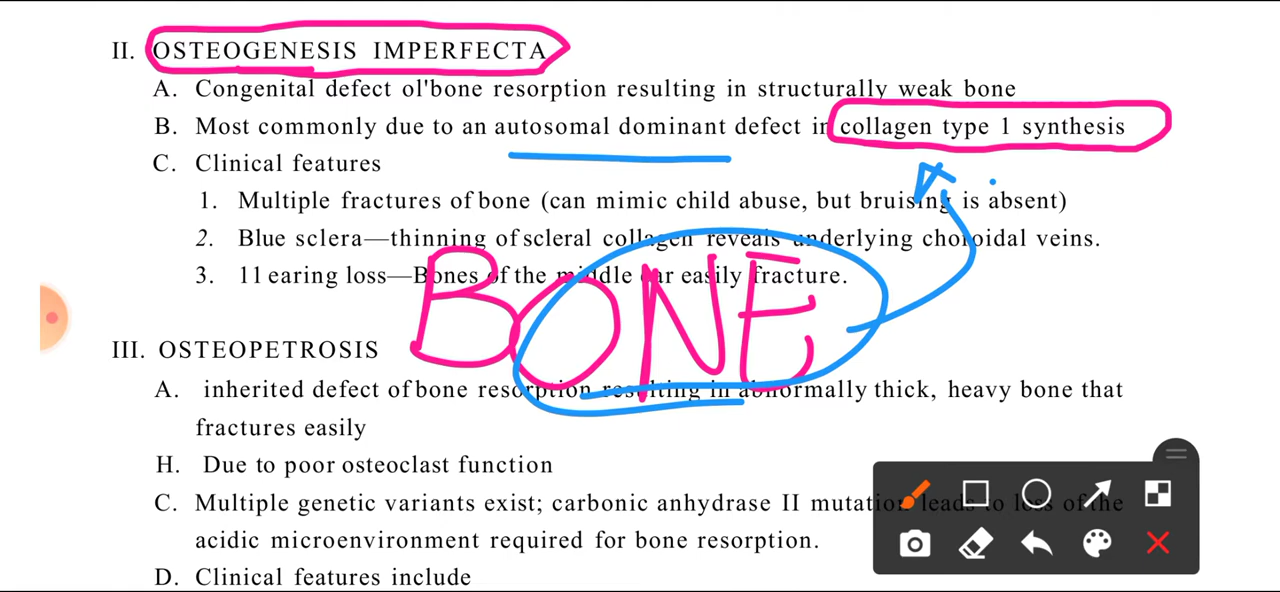 II. OSTEOGENESIS IMPERFECTA
A. Congenital defect ol'bone resorption resulting in structurally weak bone
B. Most commonly due to an autosomal dominant defect in collagen type 1 synthesis
C. Clinical features
1. Multiple fractures of bone (can mimic child abuse, but bruising is absent)
2. Blue sclera—thinning of scleral collagen reveals underlying choroidal veins.
3. 11 earing loss—Bones of the middle ear easily fracture.
BONE
III. OSTEOPETROSIS
A. inherited defect of bone resorption resulting in abnormally thick, heavy bone that
fractures easily
H. Due to poor osteoclast function
C. Multiple genetic variants exist; carbonic anhydrase II mutation leads to loss of the
acidic microenvironment required for bone resorption.
D. Clinical features include